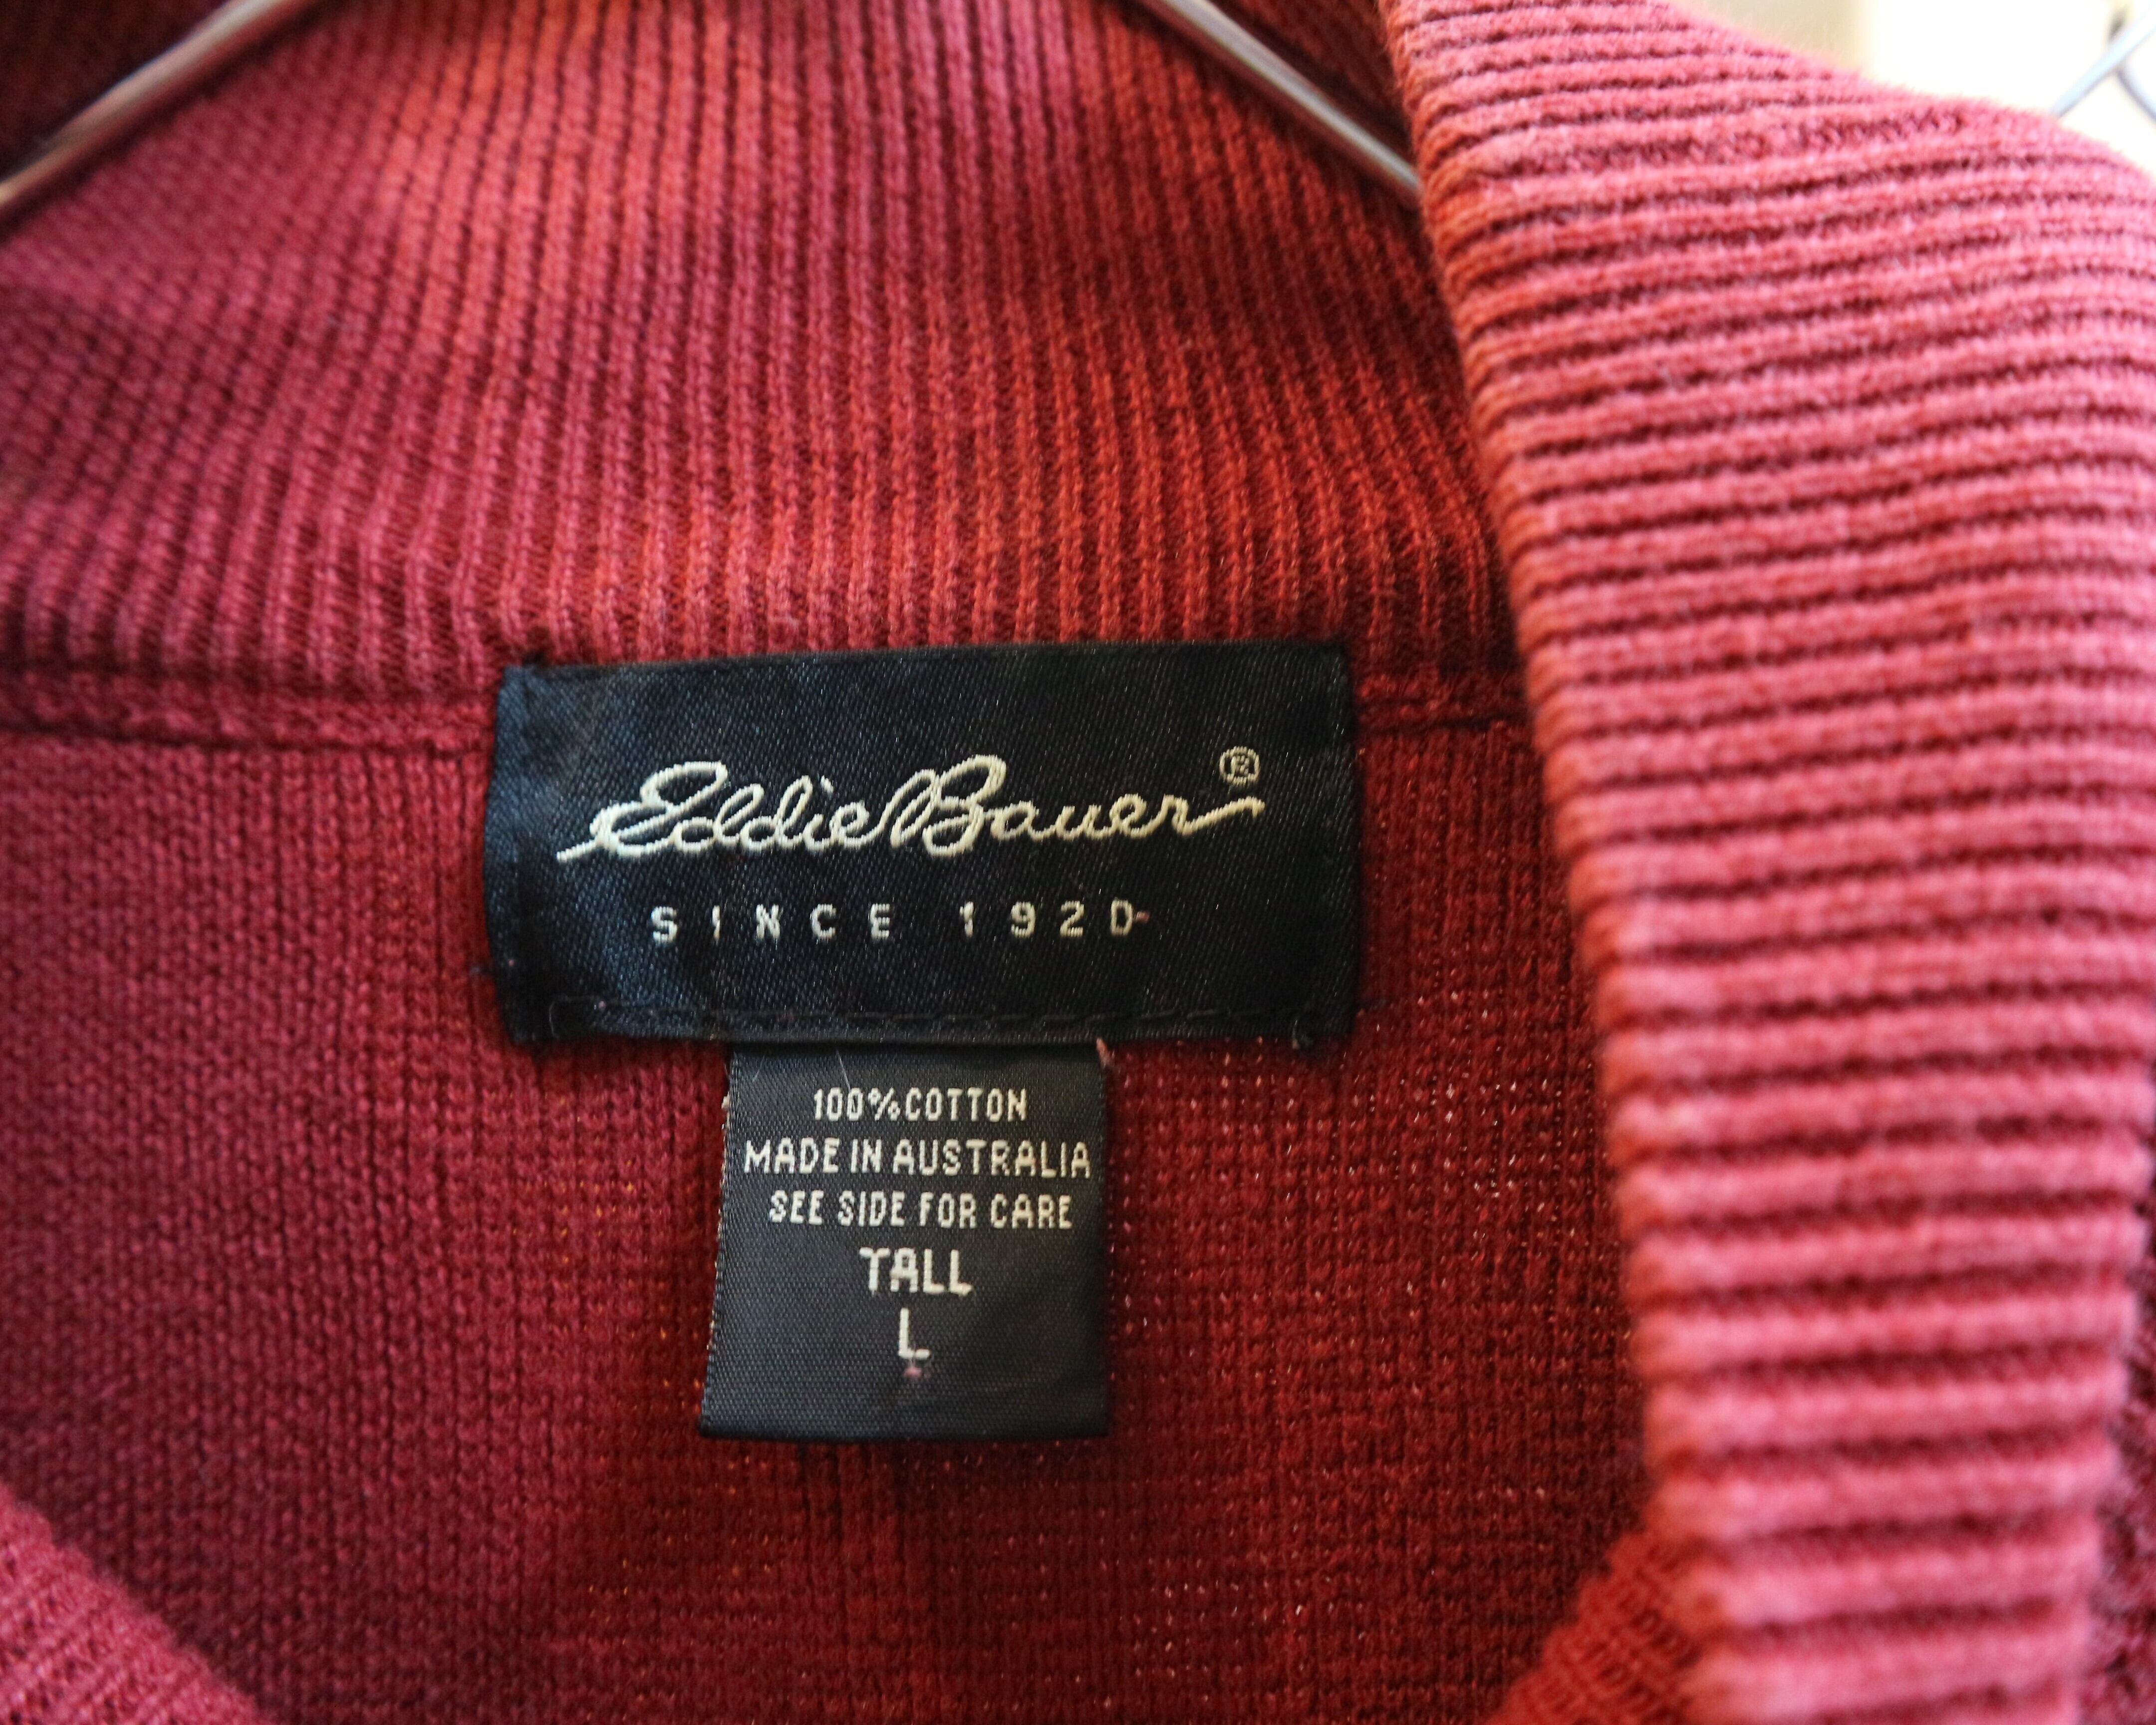 Eddie Bauer®
SINCE 1920
100% COTTON
MADE IN AUSTRALIA
SEE SIDE FOR CARE
TALL
L